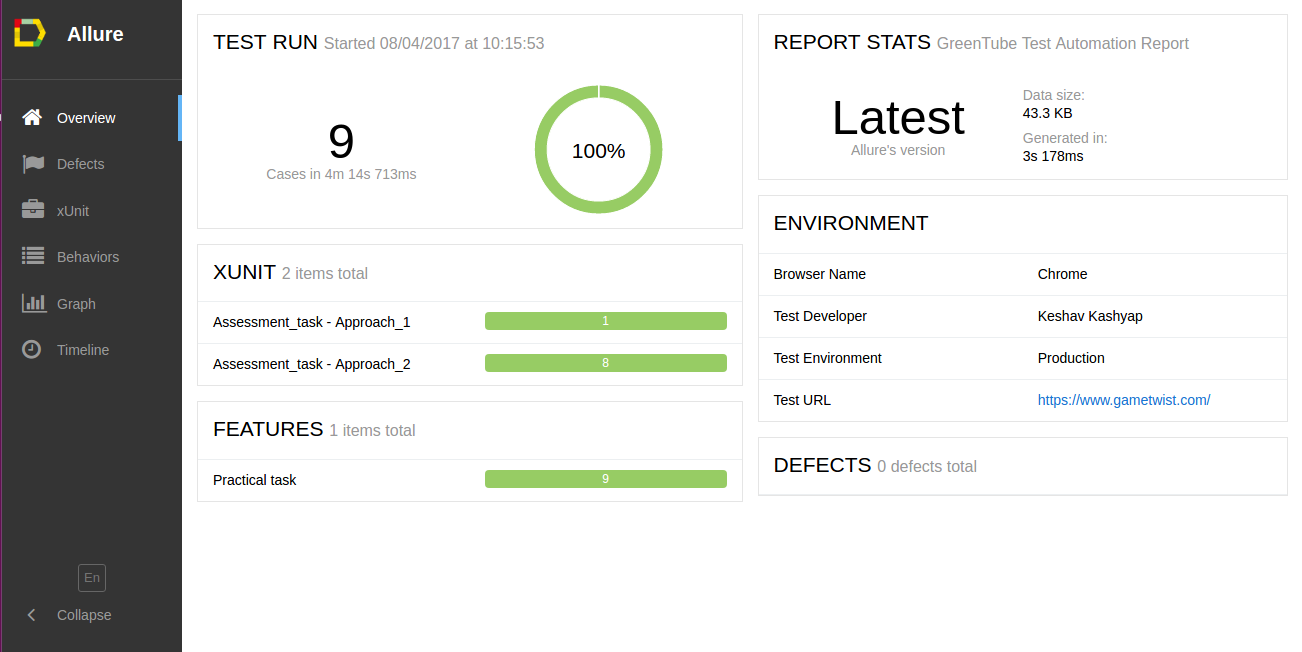 Allure
Overview
Defects
xUnit
Behaviors
Graph
Timeline
En
Collapse
TEST RUN Started 08/04/2017 at 10:15:53
9
Cases in 4m 14s 713ms
100%
XUNIT 2 items total
Assessment_task - Approach_1 1
Assessment_task - Approach_2 8
FEATURES 1 items total
Practical task 9
REPORT STATS GreenTube Test Automation Report
Latest
Allure's version
Data size:
43.3 KB
Generated in:
3s 178ms
ENVIRONMENT
Browser Name Chrome
Test Developer Keshav Kashyap
Test Environment Production
Test URL https://www.gametwist.com/
DEFECTS 0 defects total